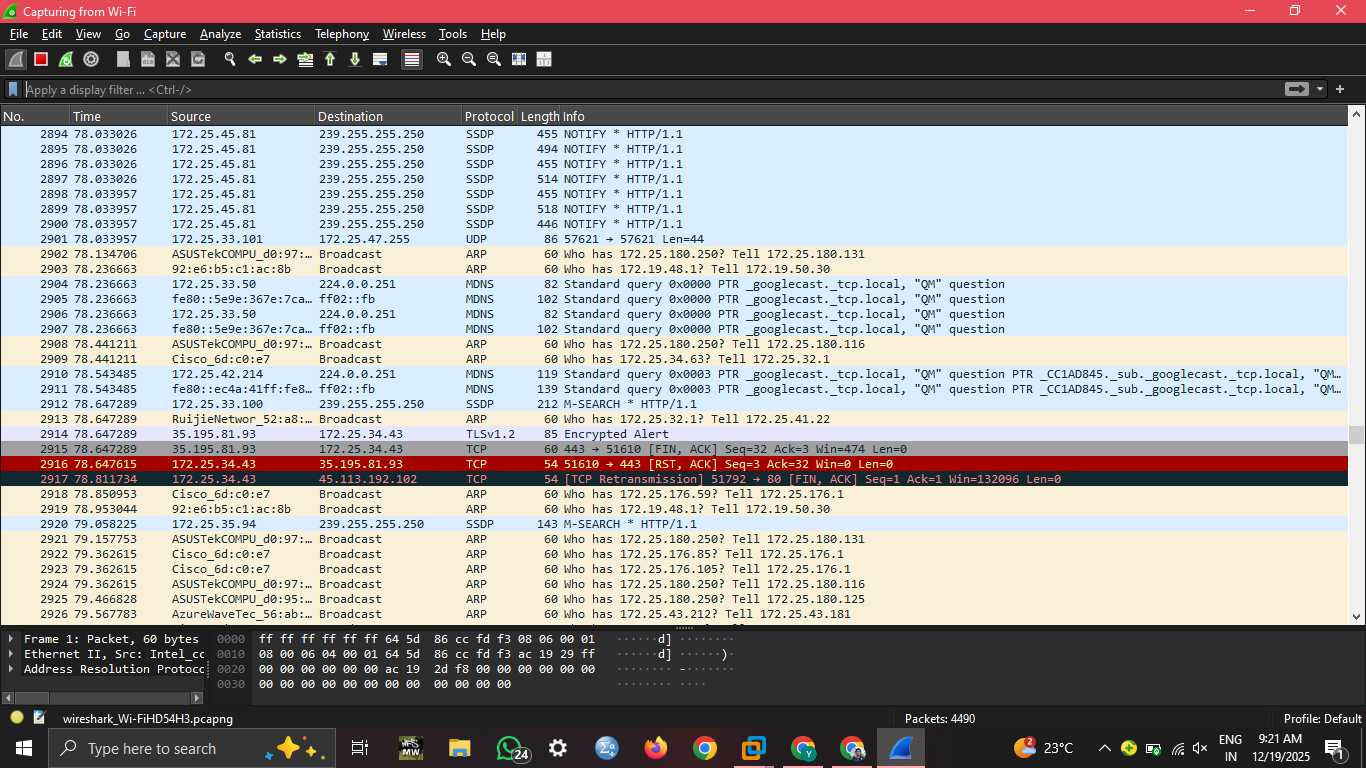 Capturing from Wi-Fi
File Edit View Go Capture Analyze Statistics Telephony Wireless Tools Help
Apply a display filter ... <Ctrl-/>
No. Time Source Destination Protocol Length Info
2894 78.033026 172.25.45.81 239.255.255.250 SSDP 455 NOTIFY * HTTP/1.1
2895 78.033026 172.25.45.81 239.255.255.250 SSDP 494 NOTIFY * HTTP/1.1
2896 78.033026 172.25.45.81 239.255.255.250 SSDP 455 NOTIFY * HTTP/1.1
2897 78.033026 172.25.45.81 239.255.255.250 SSDP 514 NOTIFY * HTTP/1.1
2898 78.033957 172.25.45.81 239.255.255.250 SSDP 455 NOTIFY * HTTP/1.1
2899 78.033957 172.25.45.81 239.255.255.250 SSDP 518 NOTIFY * HTTP/1.1
2900 78.033957 172.25.45.81 239.255.255.250 SSDP 446 NOTIFY * HTTP/1.1
2901 78.033957 172.25.33.101 172.25.47.255 UDP 86 57621 → 57621 Len=44
2902 78.134706 ASUSTekCOMPU_d0:97:… Broadcast ARP 60 Who has 172.25.180.250? Tell 172.25.180.131
2903 78.236663 92:e6:b5:c1:ac:8b Broadcast ARP 60 Who has 172.19.48.1? Tell 172.19.50.30
2904 78.236663 172.25.33.50 224.0.0.251 MDNS 82 Standard query 0x0000 PTR _googlecast._tcp.local, "QM" question
2905 78.236663 fe80::5e9e:367e:7ca… ff02::fb MDNS 102 Standard query 0x0000 PTR _googlecast._tcp.local, "QM" question
2906 78.236663 172.25.33.50 224.0.0.251 MDNS 82 Standard query 0x0000 PTR _googlecast._tcp.local, "QM" question
2907 78.236663 fe80::5e9e:367e:7ca… ff02::fb MDNS 102 Standard query 0x0000 PTR _googlecast._tcp.local, "QM" question
2908 78.441211 ASUSTekCOMPU_d0:97:… Broadcast ARP 60 Who has 172.25.180.250? Tell 172.25.180.116
2909 78.441211 Cisco_6d:c0:e7 Broadcast ARP 60 Who has 172.25.34.63? Tell 172.25.32.1
2910 78.543485 172.25.42.214 224.0.0.251 MDNS 119 Standard query 0x0003 PTR _googlecast._tcp.local, "QM" question PTR _CC1AD845._sub._googlecast._tcp.local, "QM…
2911 78.543485 fe80::ec4a:41ff:fe8… ff02::fb MDNS 139 Standard query 0x0003 PTR _googlecast._tcp.local, "QM" question PTR _CC1AD845._sub._googlecast._tcp.local, "QM…
2912 78.647289 172.25.33.100 239.255.255.250 SSDP 212 M-SEARCH * HTTP/1.1
2913 78.647289 RuijieNetwor_52:a8:… Broadcast ARP 60 Who has 172.25.32.1? Tell 172.25.41.22
2914 78.647289 35.195.81.93 172.25.34.43 TLSv1.2 85 Encrypted Alert
2915 78.647289 35.195.81.93 172.25.34.43 TCP 60 443 → 51610 [FIN, ACK] Seq=32 Ack=3 Win=474 Len=0
2916 78.647615 172.25.34.43 35.195.81.93 TCP 54 51610 → 443 [RST, ACK] Seq=3 Ack=32 Win=0 Len=0
2917 78.811734 172.25.34.43 45.113.192.102 TCP 54 [TCP Retransmission] 51792 → 80 [FIN, ACK] Seq=1 Ack=1 Win=132096 Len=0
2918 78.850953 Cisco_6d:c0:e7 Broadcast ARP 60 Who has 172.25.176.59? Tell 172.25.176.1
2919 78.953044 92:e6:b5:c1:ac:8b Broadcast ARP 60 Who has 172.19.48.1? Tell 172.19.50.30
2920 79.058225 172.25.35.94 239.255.255.250 SSDP 143 M-SEARCH * HTTP/1.1
2921 79.157753 ASUSTekCOMPU_d0:97:… Broadcast ARP 60 Who has 172.25.180.250? Tell 172.25.180.131
2922 79.362615 Cisco_6d:c0:e7 Broadcast ARP 60 Who has 172.25.176.85? Tell 172.25.176.1
2923 79.362615 Cisco_6d:c0:e7 Broadcast ARP 60 Who has 172.25.176.105? Tell 172.25.176.1
2924 79.362615 ASUSTekCOMPU_d0:97:… Broadcast ARP 60 Who has 172.25.180.250? Tell 172.25.180.116
2925 79.466828 ASUSTekCOMPU_d0:95:… Broadcast ARP 60 Who has 172.25.180.250? Tell 172.25.180.125
2926 79.567783 AzureWaveTec_56:ab:… Broadcast ARP 60 Who has 172.25.43.212? Tell 172.25.43.181
Frame 1: Packet, 60 bytes 0000 ff ff ff ff ff ff 64 5d 86 cc fd f3 08 06 00 01 ······d] ········
Ethernet II, Src: Intel_cc 0010 08 00 06 04 00 01 64 5d 86 cc fd f3 ac 19 29 ff ······d] ······)·
Address Resolution Protoco 0020 00 00 00 00 00 00 ac 19 2d f8 00 00 00 00 00 00 ········ -·······
0030 00 00 00 00 00 00 00 00 00 00 00 00 ········ ····
wireshark_Wi-FiHD54H3.pcapng Packets: 4490 Profile: Default
Type here to search MW 24 Y 2 23°C ENG IN 9:21 AM 12/19/2025 1